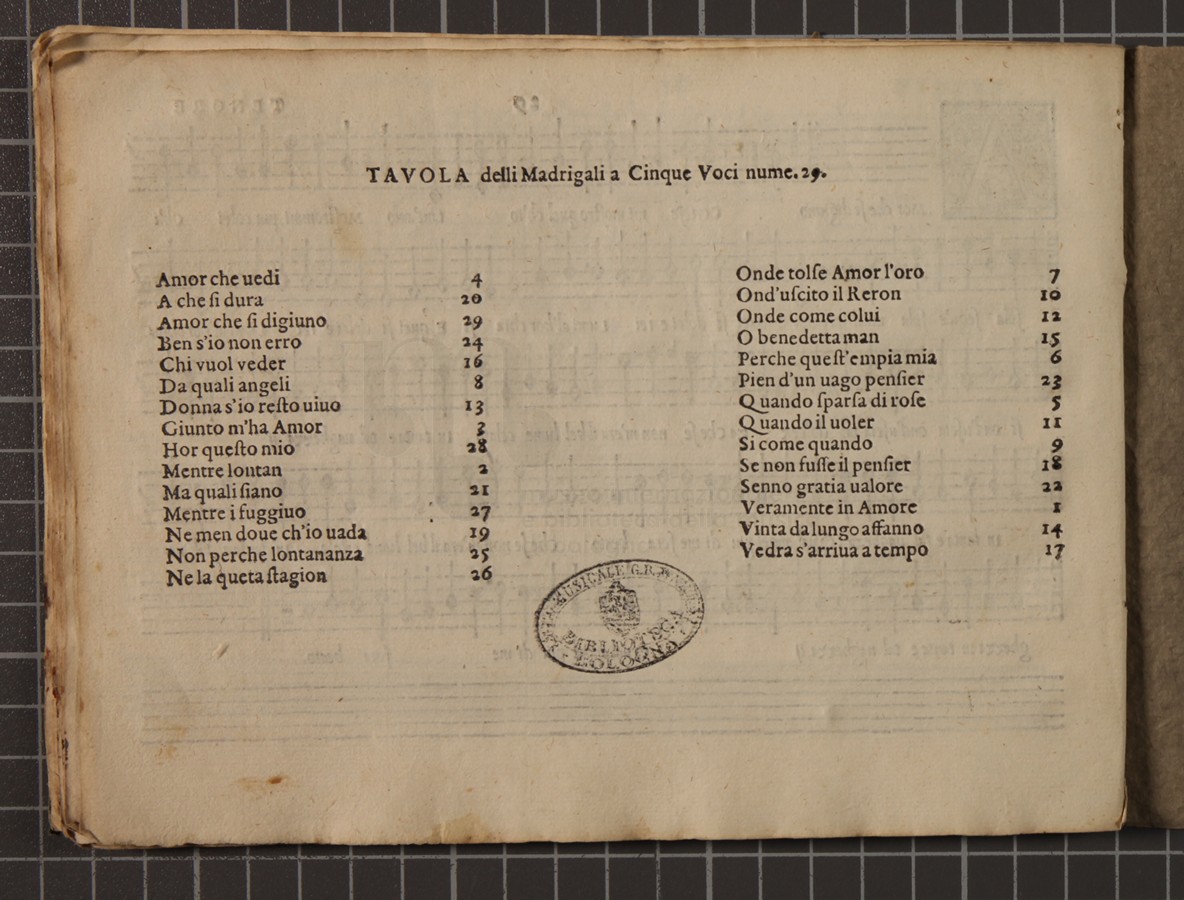 TAVOLA delli Madrigali a Cinque Voci nume. 29.
Amor che uedi 4
A che ſi dura 20
Amor che ſi digiuno 29
Ben s'io non erro 24
Chi vuol veder 16
Da quali angeli 8
Donna s'io reſto uiuo 13
Giunto m'ha Amor 3
Hor queſto mio 28
Mentre lontan 2
Ma quali ſiano 21
Mentre i fuggiuo 27
Ne men doue ch'io uada 19
Non perche lontananza 25
Ne la queta ſtagion 26
Onde tolſe Amor l'oro 7
Ond'uſcito il Reron 10
Onde come colui 12
O benedetta man 15
Perche queſt'empia mia 6
Pien d'un uago penſier 23
Quando ſparſa di roſe 5
Quando il uoler 11
Si come quando 9
Se non fuſſe il penſier 18
Senno gratia ualore 22
Veramente in Amore 1
Vinta da lungo affanno 14
Vedra s'arriua a tempo 17
MUSICALE G.B.
BIBLIOTECA
BOLOGNA